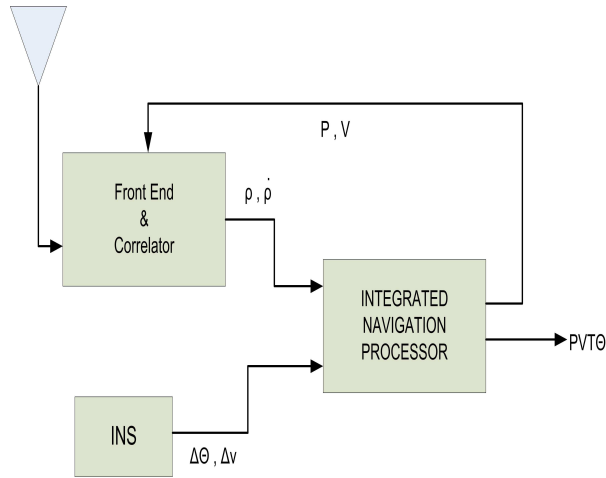 P , V
Front End
&
Correlator
ρ , ρ̇
INTEGRATED
NAVIGATION
PROCESSOR
PVTΘ
INS
ΔΘ , Δv